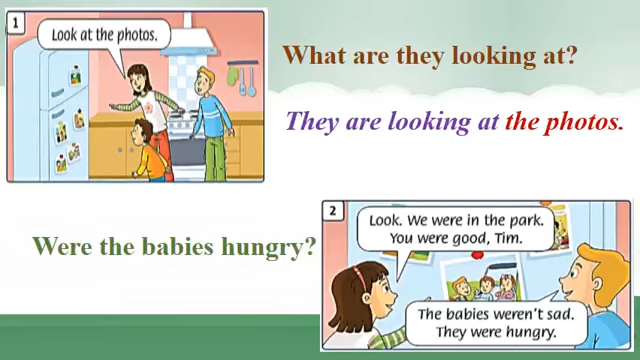 1
Look at the photos.
What are they looking at?
They are looking at the photos.
Were the babies hungry?
2
Look. We were in the park.
You were good, Tim.
The babies weren't sad.
They were hungry.